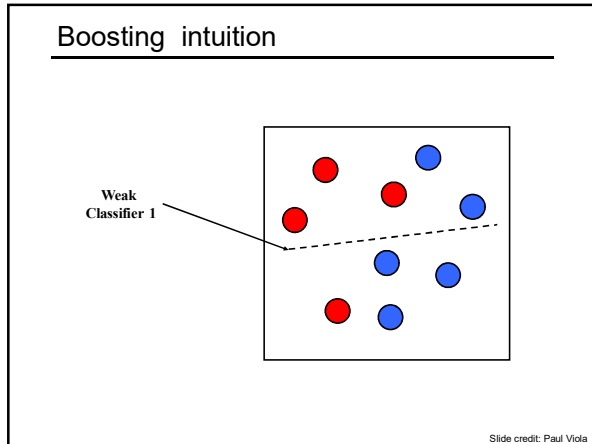 Boosting intuition
Weak
Classifier 1
Slide credit: Paul Viola